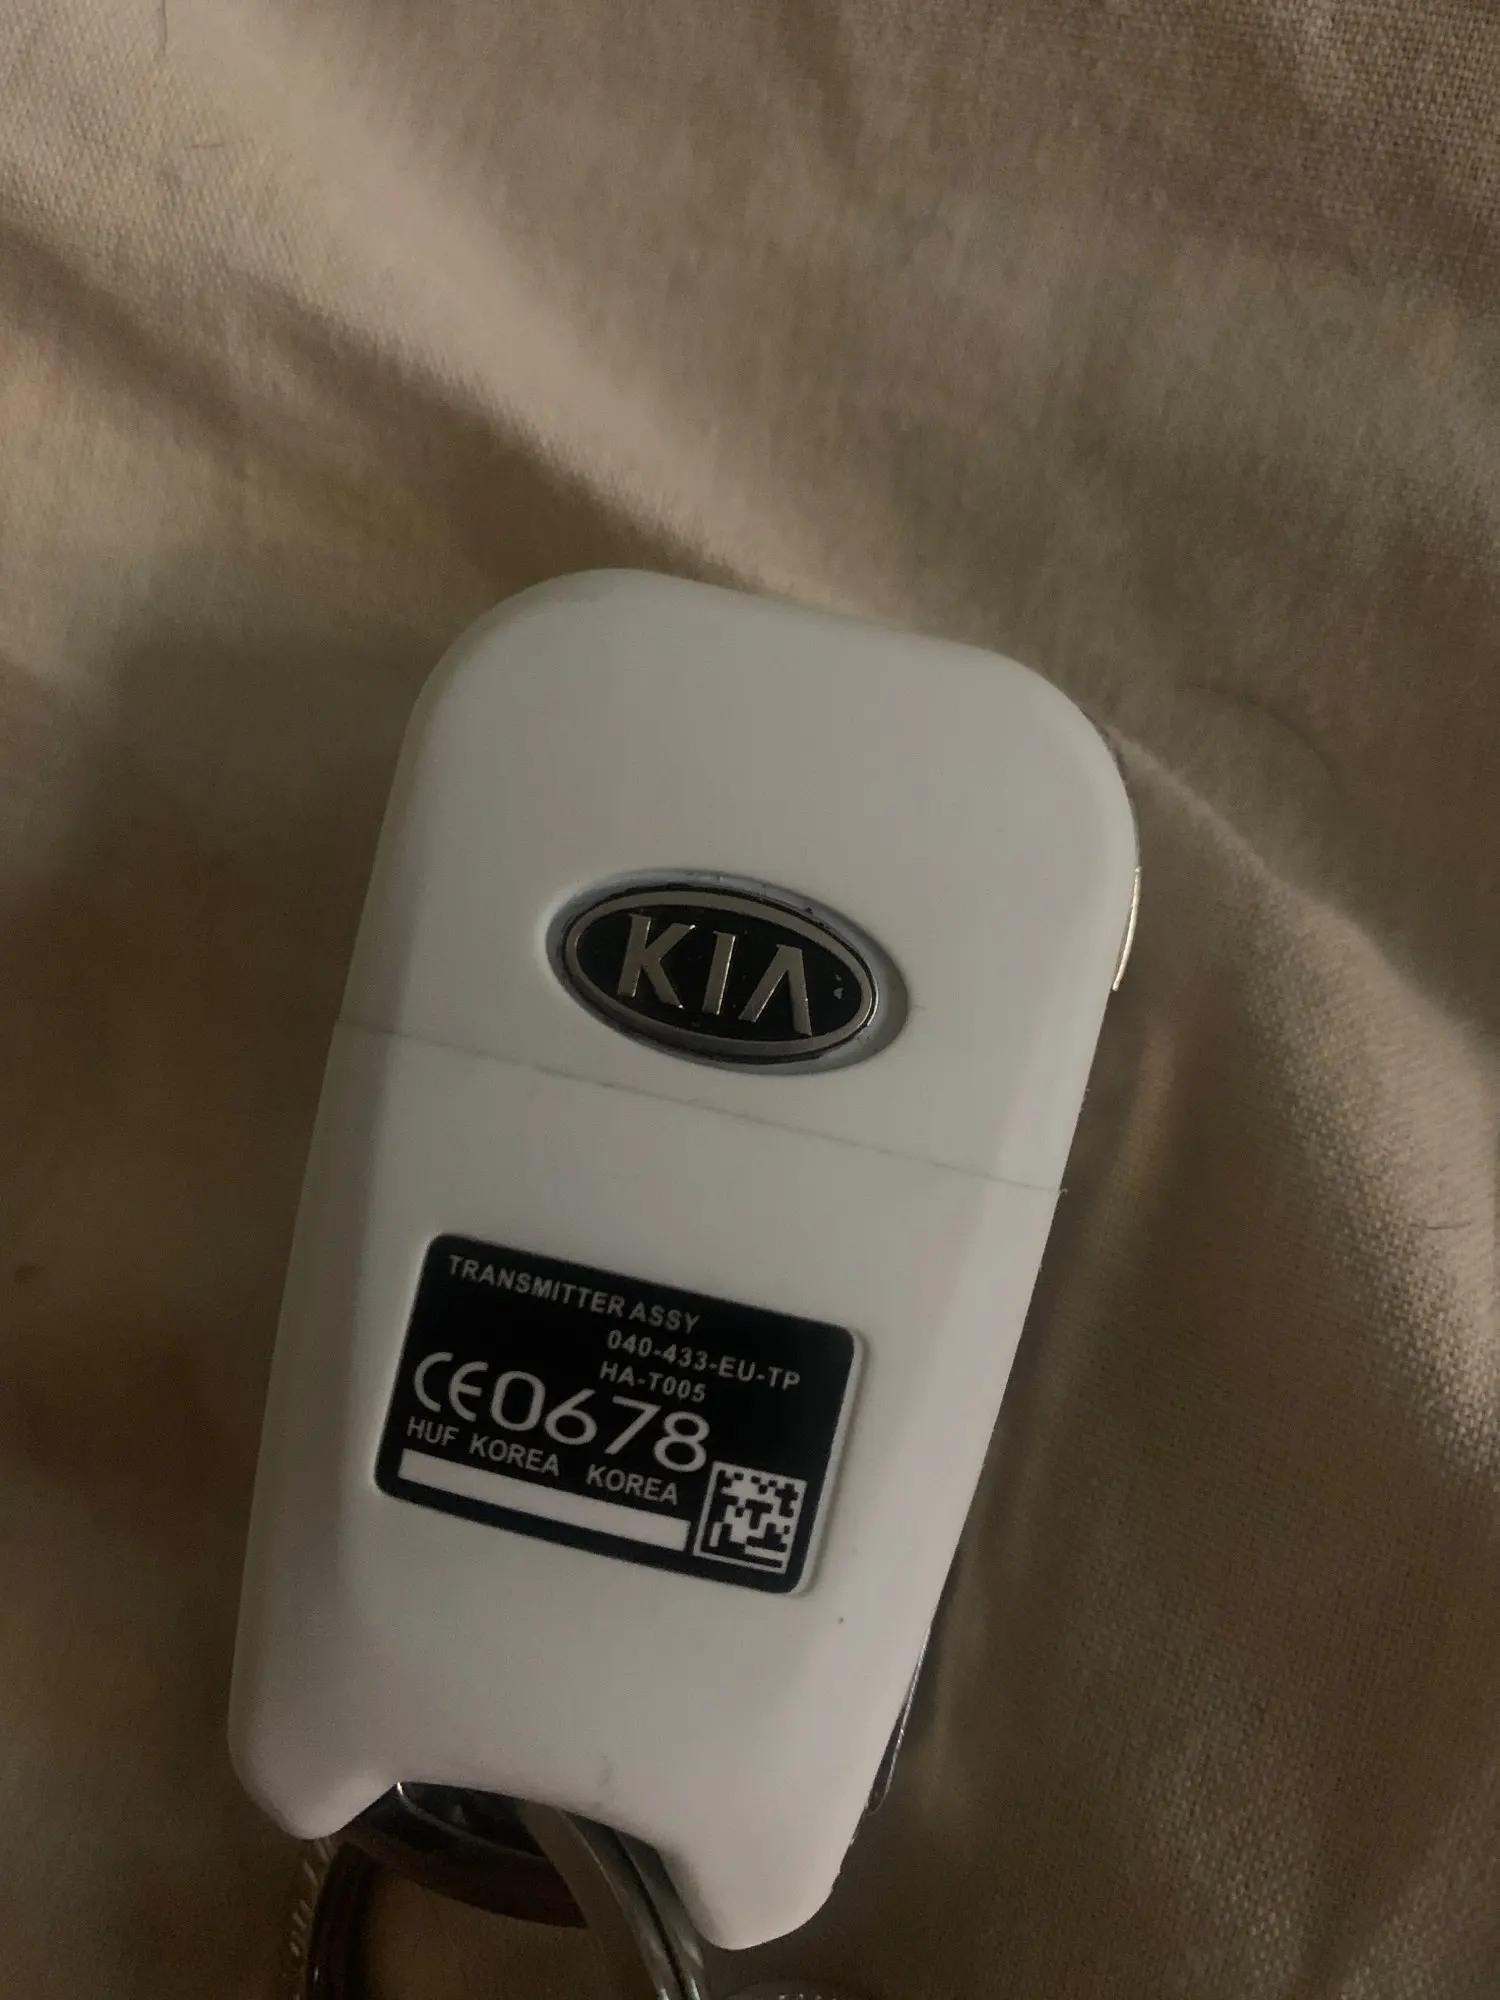 KIA
TRANSMITTER ASSY
040-433-EU-TP
HA-T005
CE0678
HUF KOREA KOREA